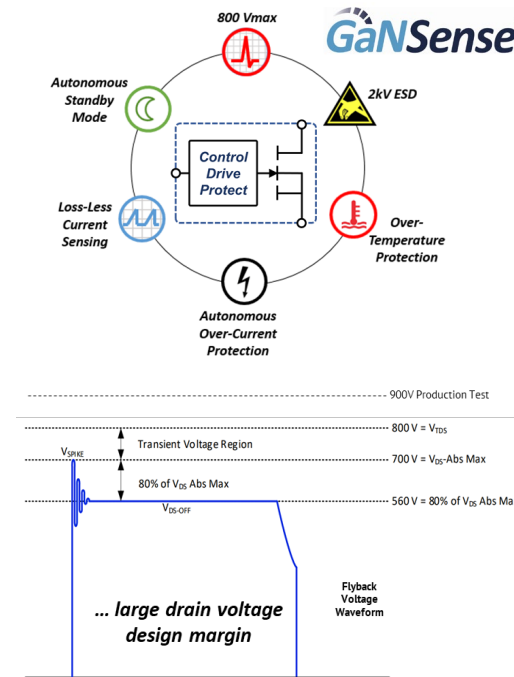 800 Vmax
GaNSense
Autonomous
Standby
Mode
2kV ESD
Control
Drive
Protect
Loss-Less
Current
Sensing
Over-
Temperature
Protection
Autonomous
Over-Current
Protection
900V Production Test
800 V = VTDS
Transient Voltage Region
VSPIKE
700 V = VDS-Abs Max
80% of VDS Abs Max
560 V = 80% of VDS Abs Ma
VDS-OFF
Flyback
Voltage
Waveform
... large drain voltage
design margin